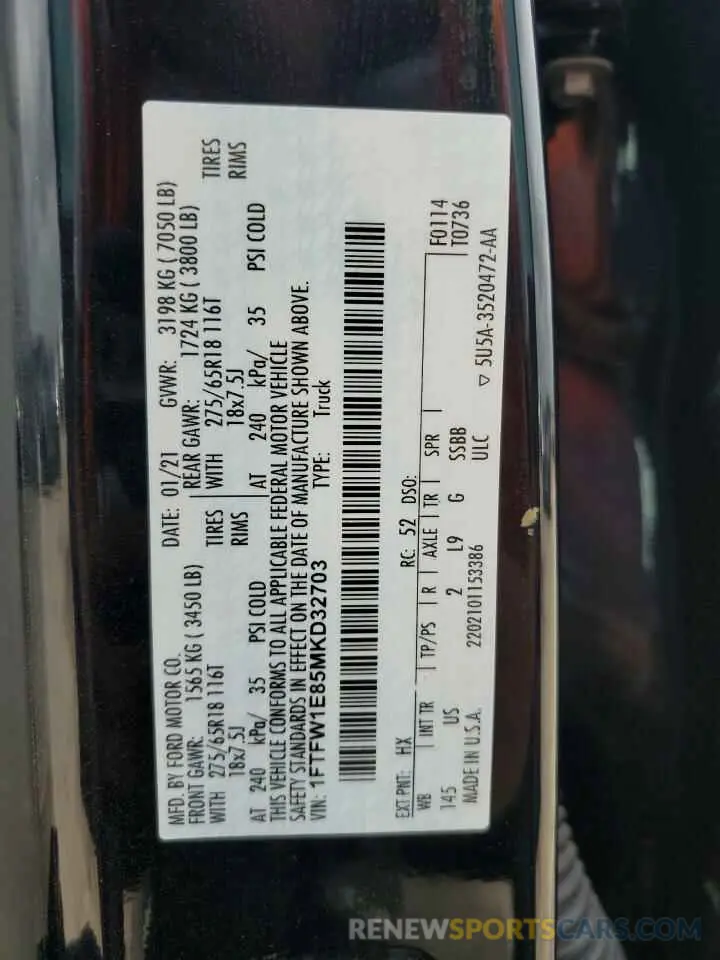 MFD. BY FORD MOTOR CO.
DATE: 01/21 GVWR: 3198 KG ( 7050 LB)
FRONT GAWR: 1565 KG ( 3450 LB) REAR GAWR: 1724 KG ( 3800 LB)
WITH 275/65R18 116T TIRES WITH 275/65R18 116T TIRES
18x7.5J RIMS 18x7.5J RIMS
AT 240 kPa/ 35 PSI COLD AT 240 kPa/ 35 PSI COLD
THIS VEHICLE CONFORMS TO ALL APPLICABLE FEDERAL MOTOR VEHICLE
SAFETY STANDARDS IN EFFECT ON THE DATE OF MANUFACTURE SHOWN ABOVE.
VIN: 1FTFW1E85MKD32703 TYPE: Truck
EXT PNT: HX RC: 52 DSO:
WB INT TR TP/PS R AXLE TR SPR F0114
145 US 2 L9 G SSBB T0736
ULC
MADE IN U.S.A. 2202101153386
▽ 5U5A-3520472-AA
RENEWSPORTSCARS.COM